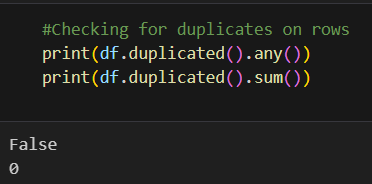 #Checking for duplicates on rows
print(df.duplicated().any())
print(df.duplicated().sum())
False
0